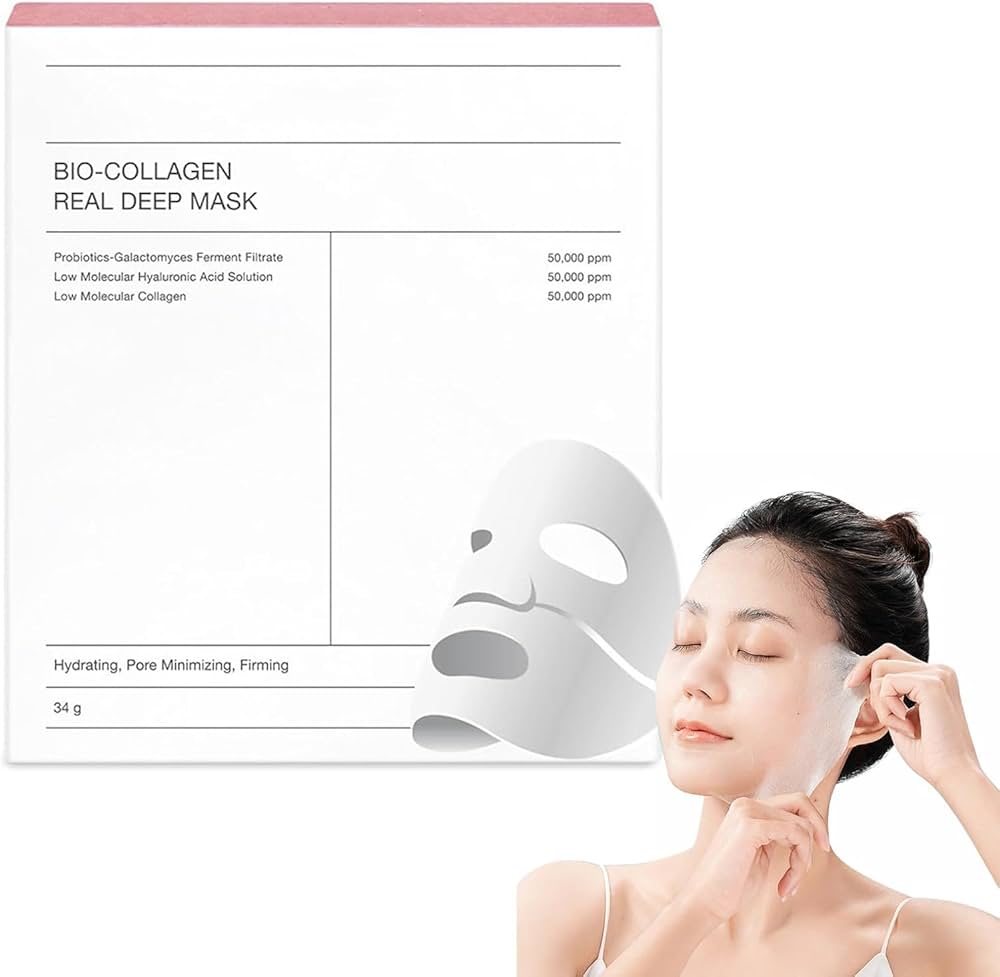 BIO-COLLAGEN
REAL DEEP MASK
Probiotics-Galactomyces Ferment Filtrate 50,000 ppm
Low Molecular Hyaluronic Acid Solution 50,000 ppm
Low Molecular Collagen 50,000 ppm
Hydrating, Pore Minimizing, Firming
34 g